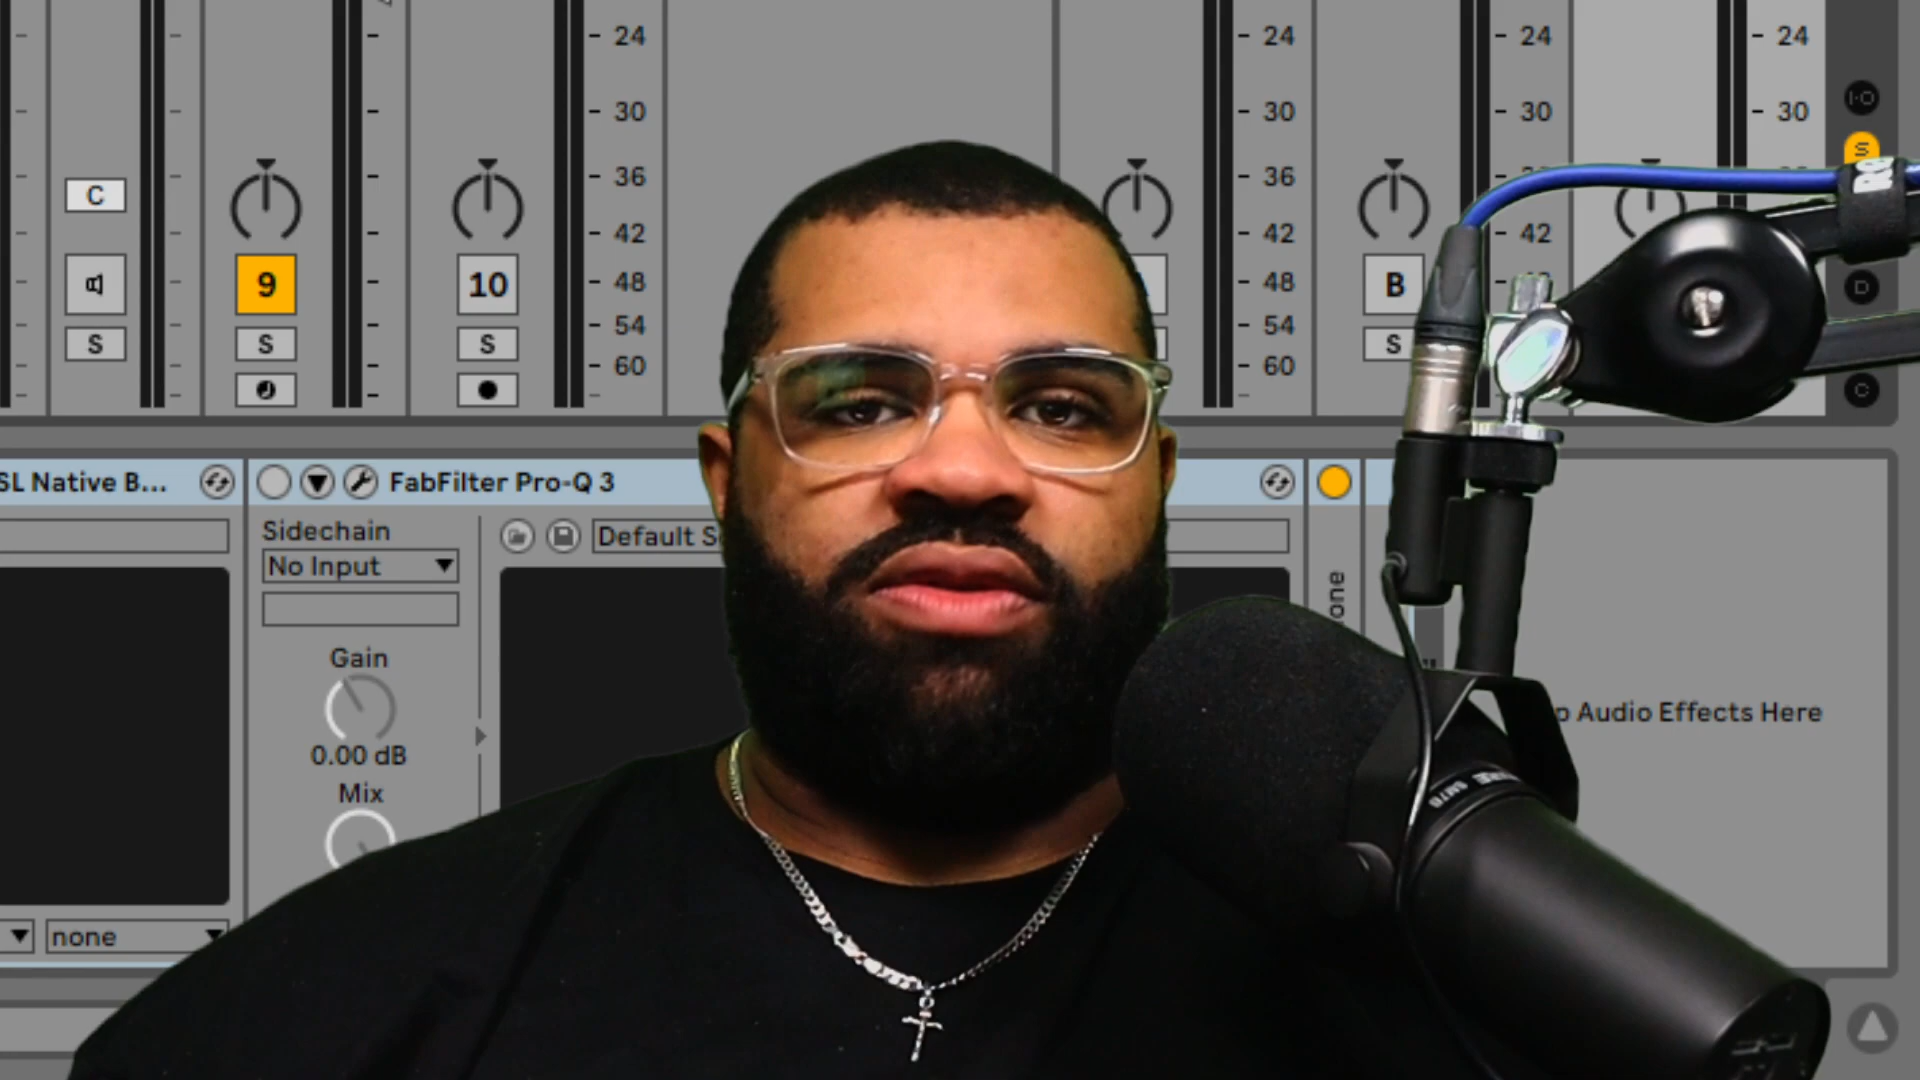 24 24 24 24
30 30 30 30
I-O
S
36 36
C
42 42 42
9 10 48 48 B D
S S S 54 54 S
60 60 C
SL Native B... FabFilter Pro-Q 3
Sidechain
Default S
No Input
one
Gain
Audio Effects Here
0.00 dB
SM7B
Mix
none